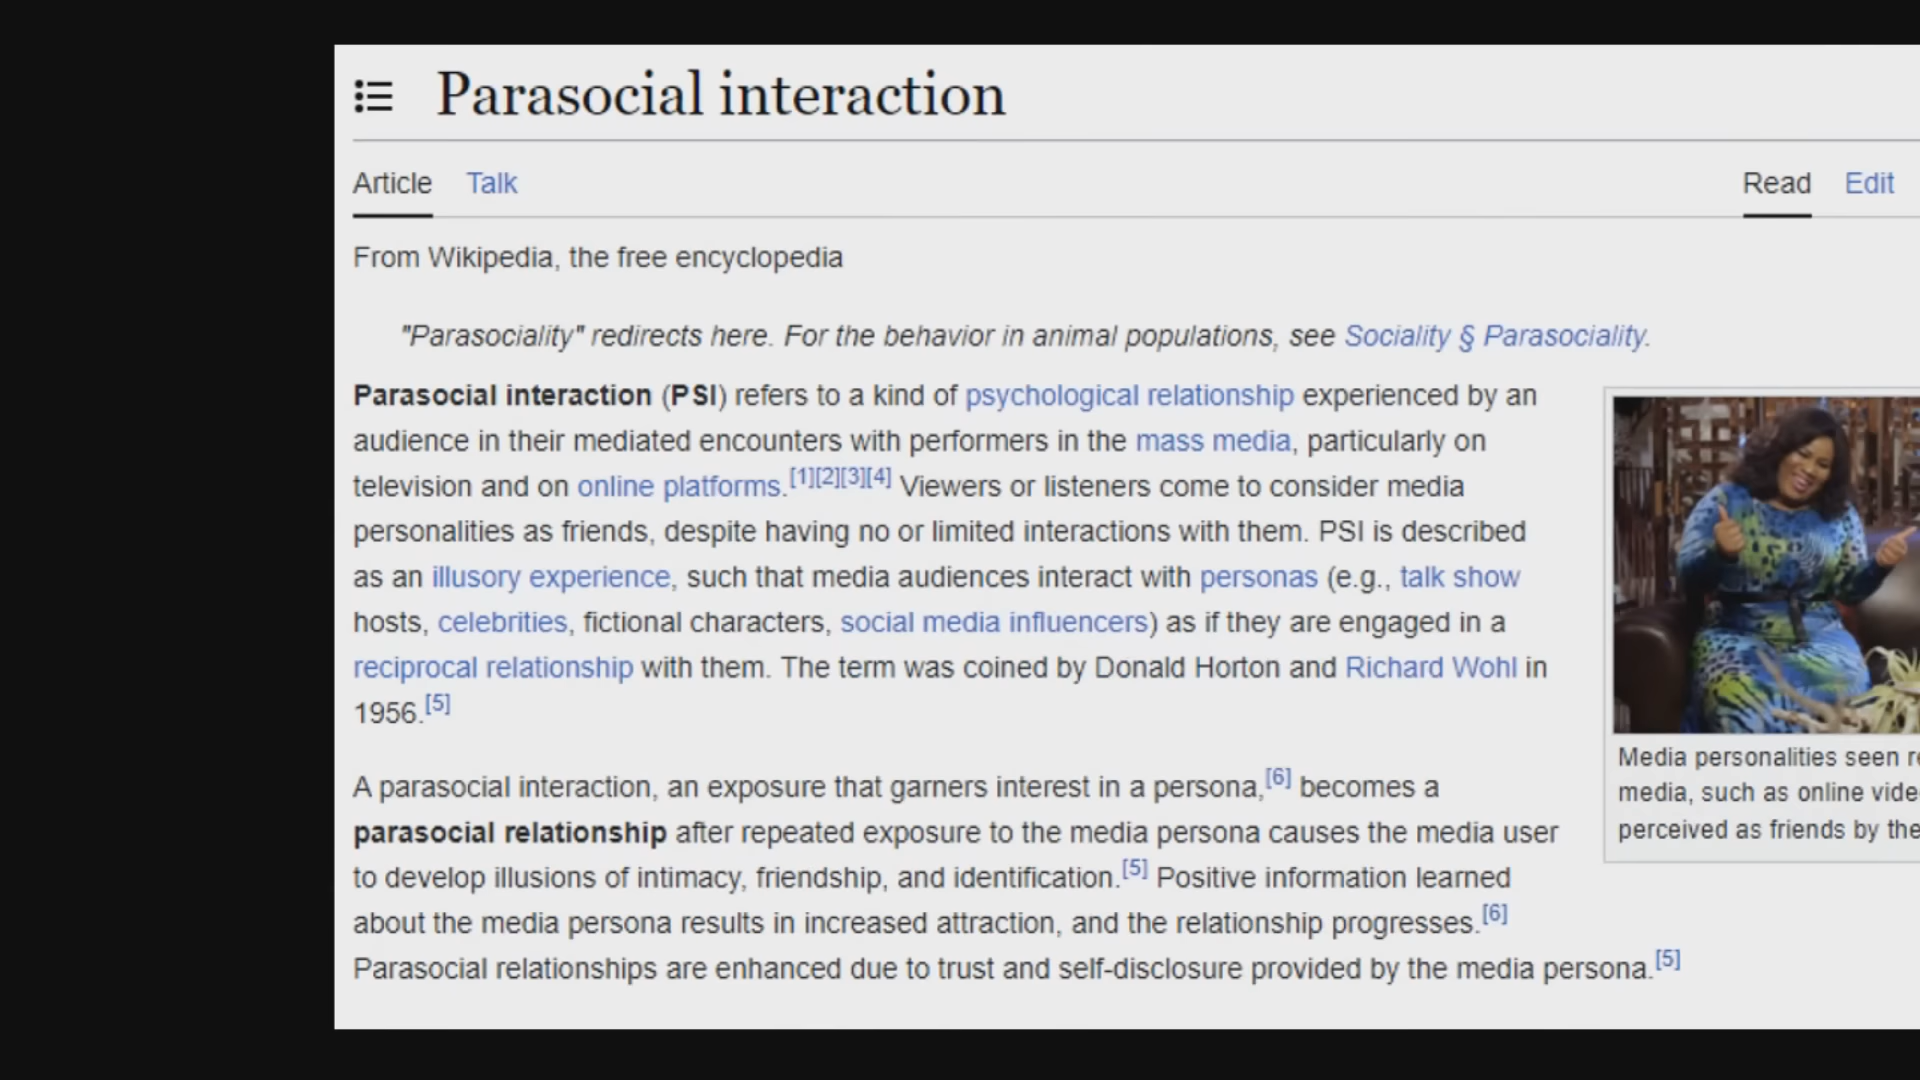 Parasocial interaction
Article Talk Read Edit
From Wikipedia, the free encyclopedia
"Parasociality" redirects here. For the behavior in animal populations, see Sociality § Parasociality.
Parasocial interaction (PSI) refers to a kind of psychological relationship experienced by an
audience in their mediated encounters with performers in the mass media, particularly on
television and on online platforms.[1][2][3][4] Viewers or listeners come to consider media
personalities as friends, despite having no or limited interactions with them. PSI is described
as an illusory experience, such that media audiences interact with personas (e.g., talk show
hosts, celebrities, fictional characters, social media influencers) as if they are engaged in a
reciprocal relationship with them. The term was coined by Donald Horton and Richard Wohl in
1956.[5]
A parasocial interaction, an exposure that garners interest in a persona,[6] becomes a
parasocial relationship after repeated exposure to the media persona causes the media user
to develop illusions of intimacy, friendship, and identification.[5] Positive information learned
about the media persona results in increased attraction, and the relationship progresses.[6]
Parasocial relationships are enhanced due to trust and self-disclosure provided by the media persona.[5]
Media personalities seen
media, such as online
perceived as friends by the